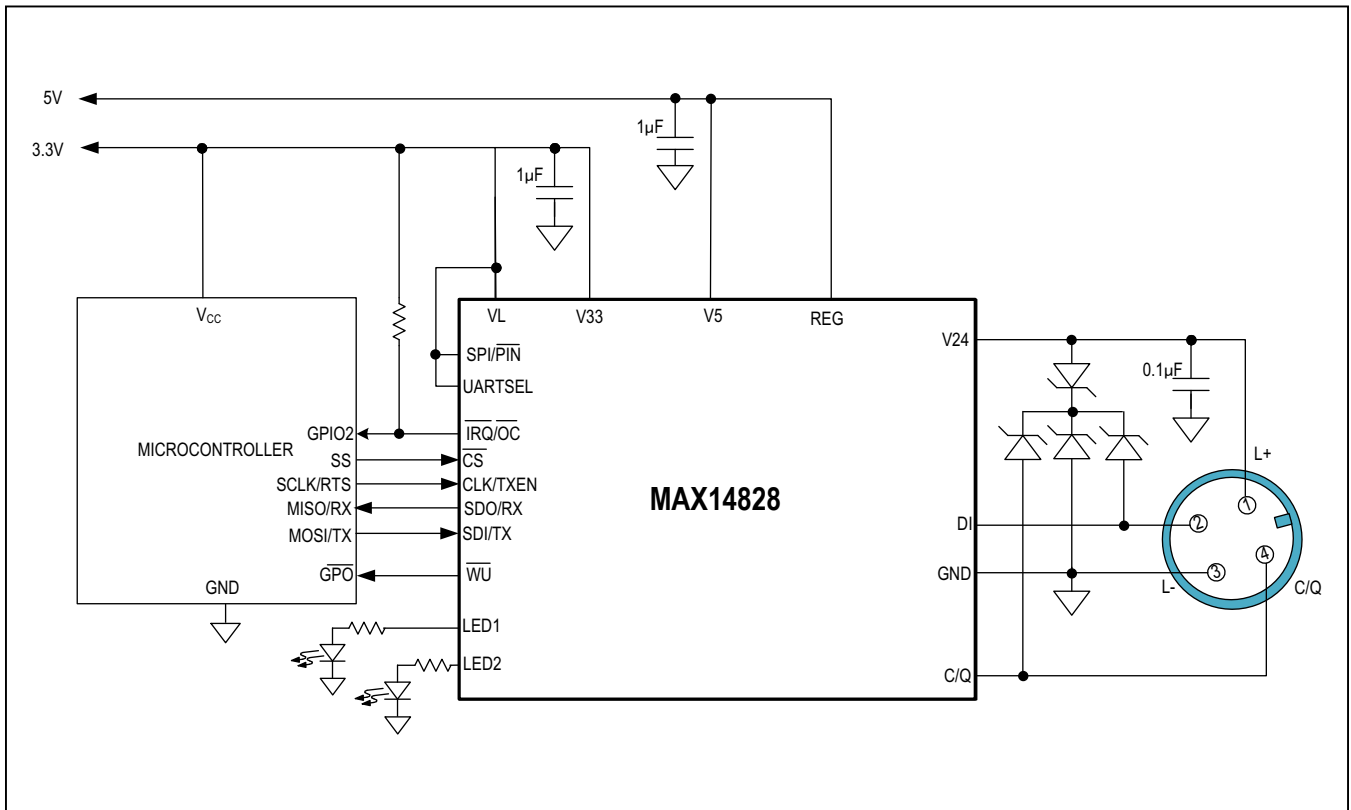 5V
3.3V
1µF
1µF
VCC
VL
V33
V5
REG
V24
SPI/PIN
UARTSEL
0.1µF
MICROCONTROLLER
GPIO2
IRQ/OC
SS
CS
SCLK/RTS
CLK/TXEN
MISO/RX
SDO/RX
MOSI/TX
SDI/TX
GPO
WU
GND
MAX14828
LED1
LED2
DI
GND
C/Q
L+
1
2
3
4
L-
C/Q